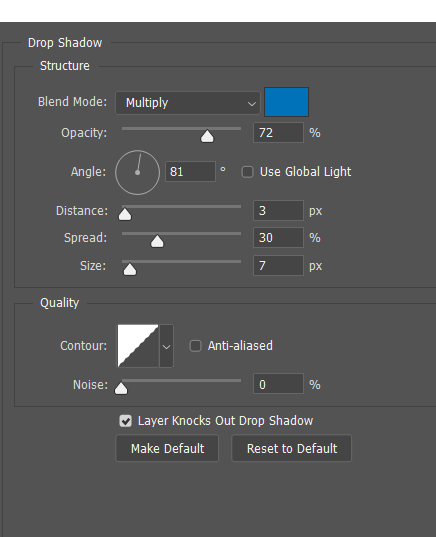 Drop Shadow
Structure
Blend Mode: Multiply
Opacity: 72 %
Angle: 81 ° Use Global Light
Distance: 3 px
Spread: 30 %
Size: 7 px
Quality
Contour: Anti-aliased
Noise: 0 %
Layer Knocks Out Drop Shadow
Make Default Reset to Default